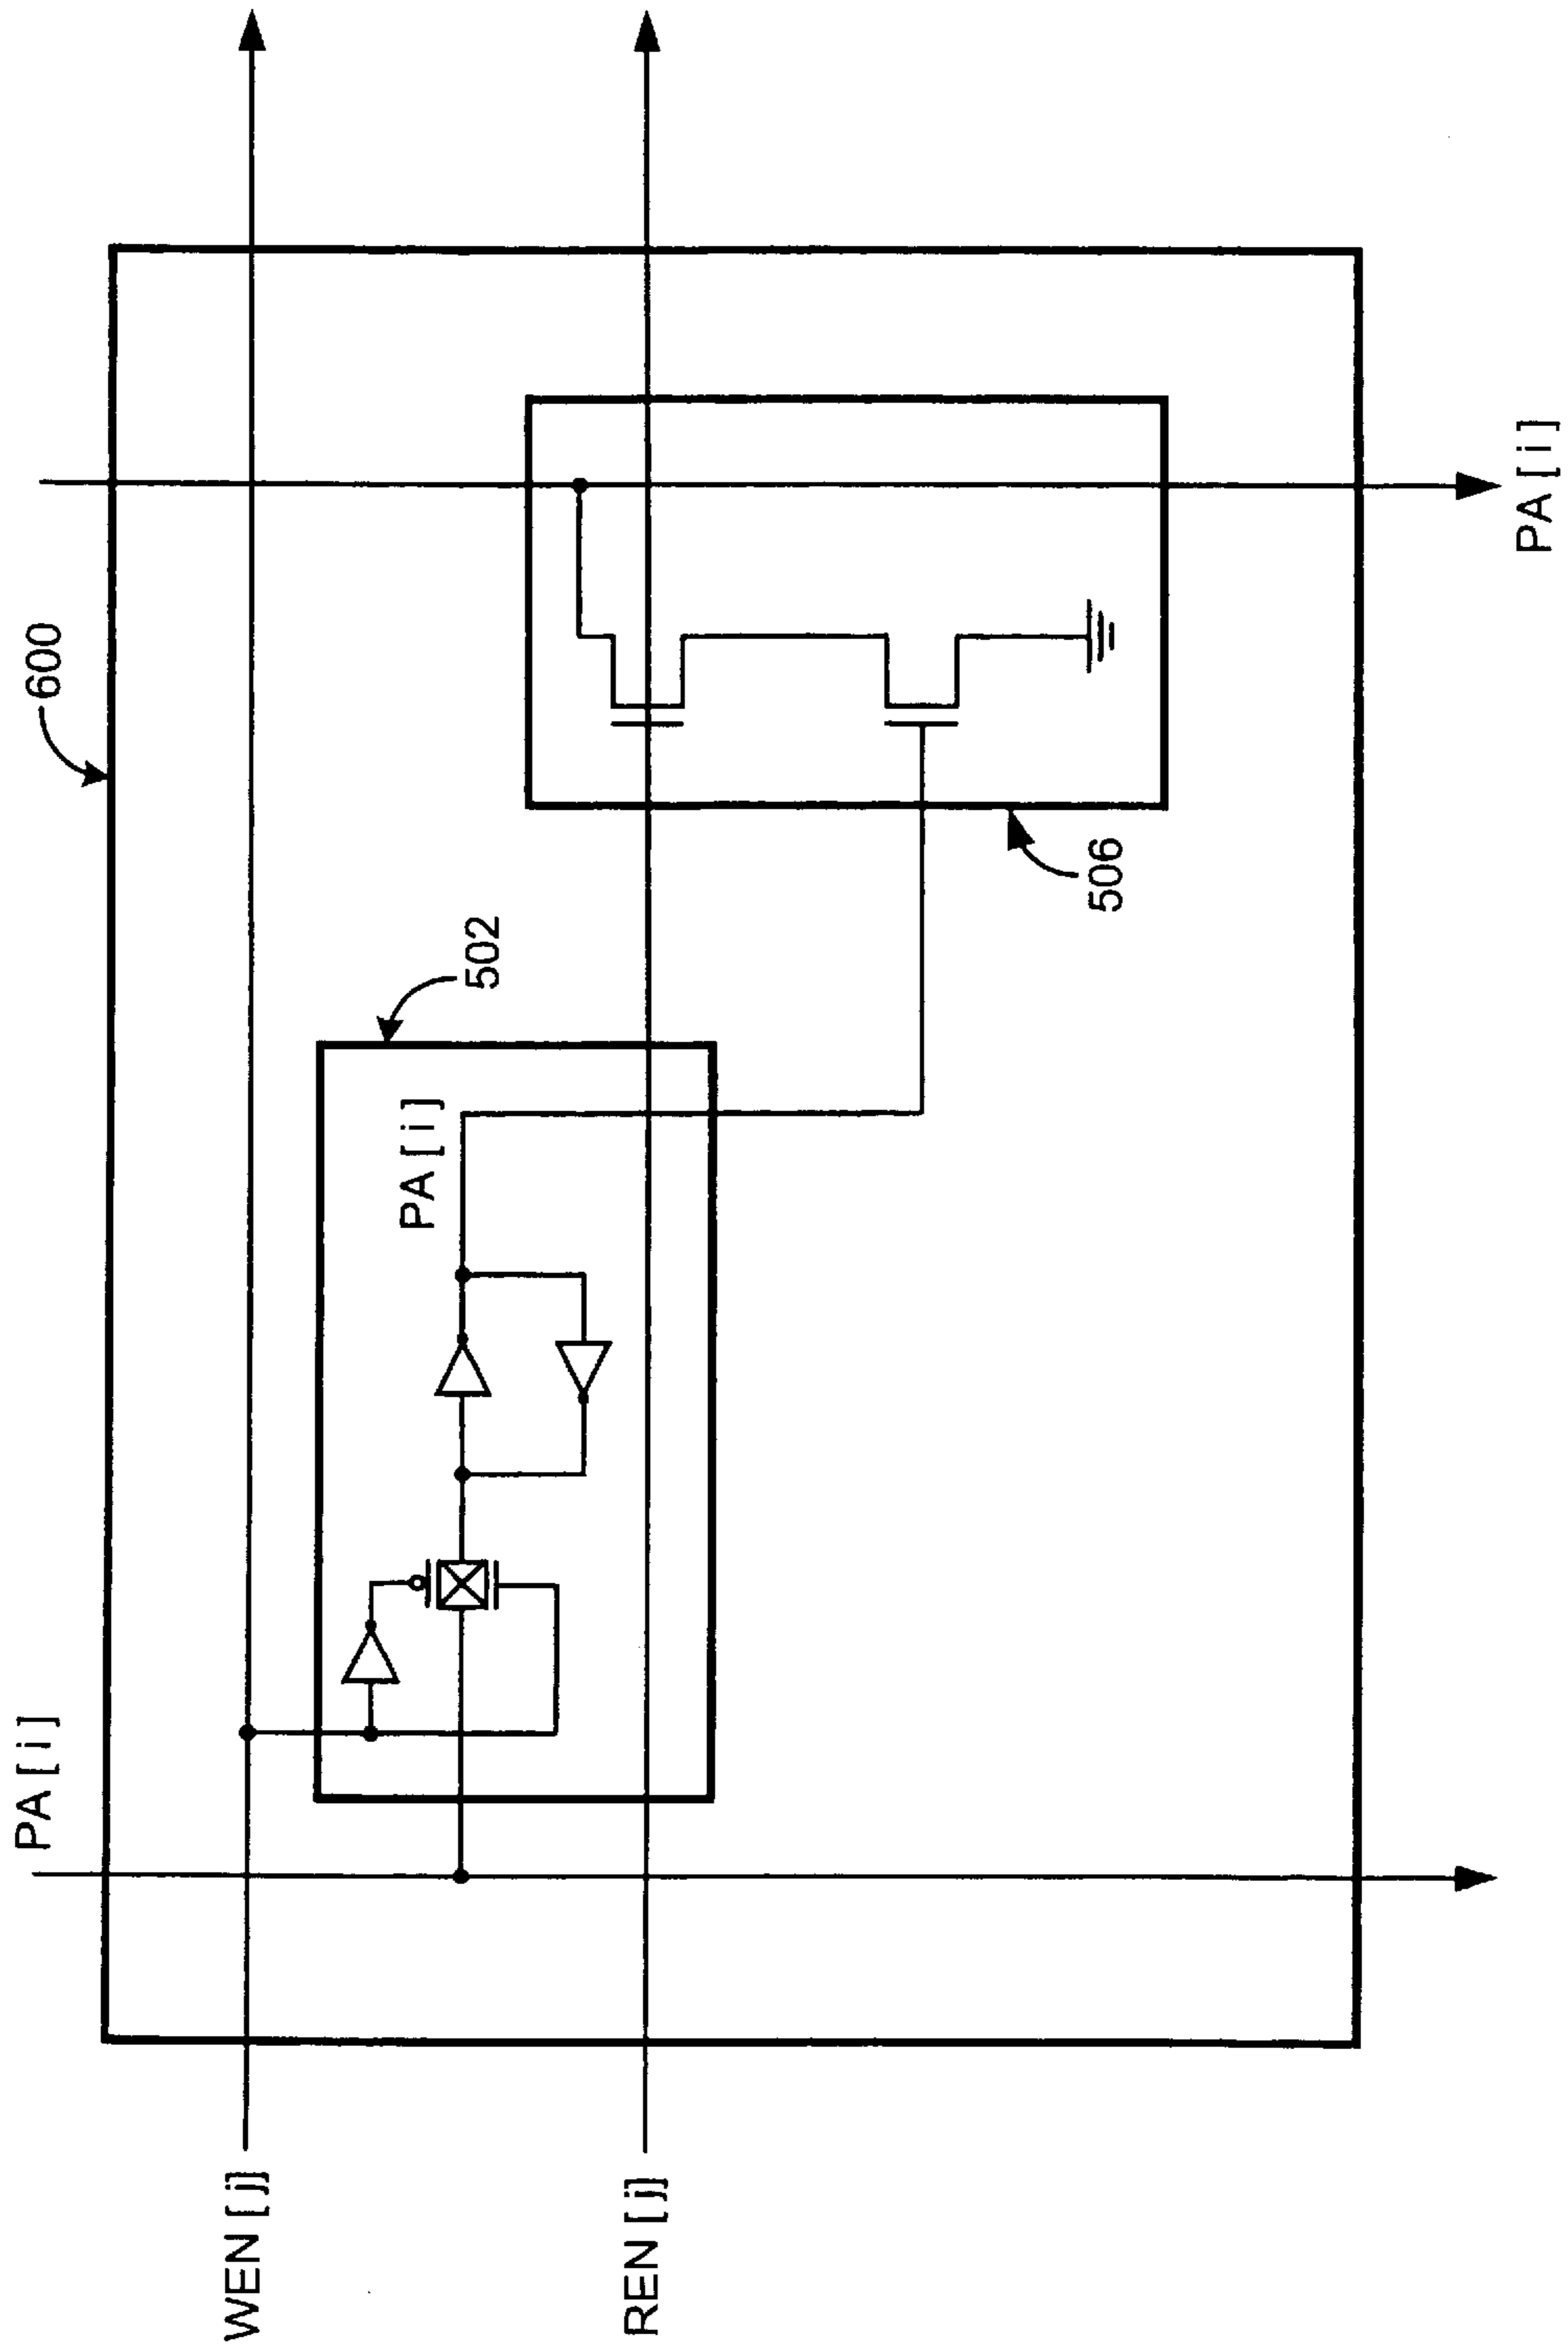 600
WEN [ j]
PA [ i ]
502
PA [ i ]
REN [ j]
506
PA [ i ]